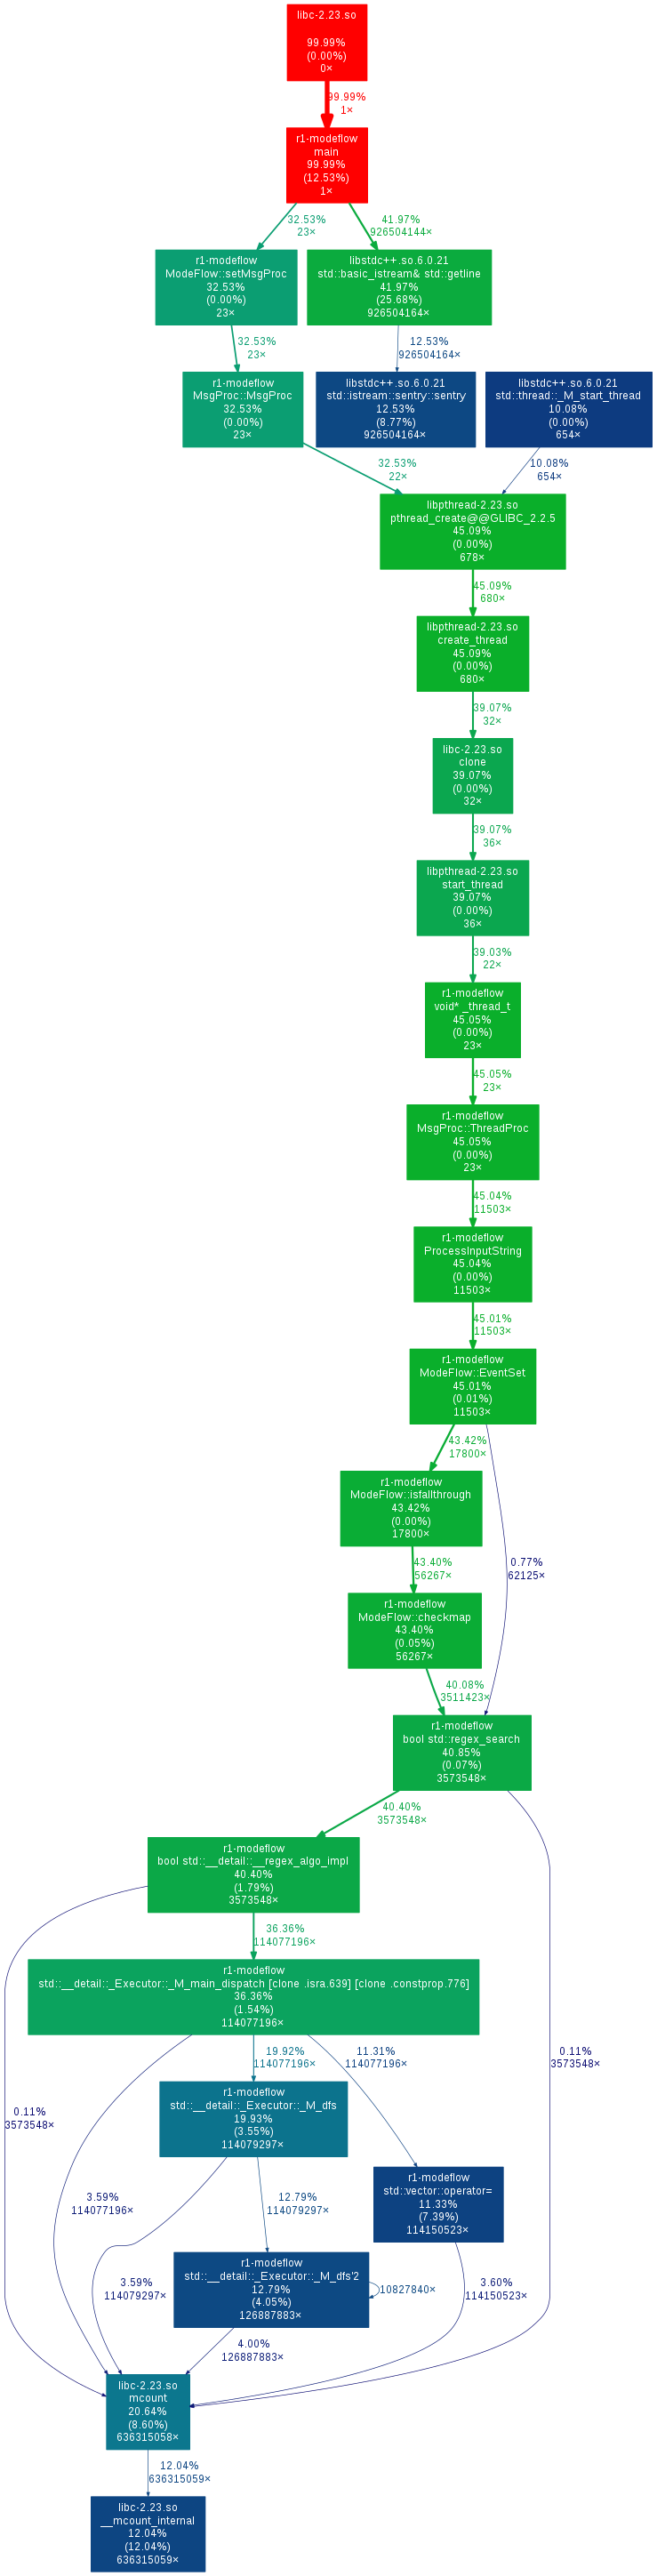 libc-2.23.so
99.99%
(0.00%)
0×
99.99%
1×
r1-modeflow
main
99.99%
(12.53%)
1×
32.53%
23×
41.97%
926504144×
r1-modeflow
ModeFlow::setMsgProc
32.53%
(0.00%)
23×
libstdc++.so.6.0.21
std::basic_istream& std::getline
41.97%
(25.68%)
926504164×
32.53%
23×
12.53%
926504164×
r1-modeflow
MsgProc::MsgProc
32.53%
(0.00%)
23×
libstdc++.so.6.0.21
std::istream::sentry::sentry
12.53%
(8.77%)
926504164×
libstdc++.so.6.0.21
std::thread::_M_start_thread
10.08%
(0.00%)
654×
32.53%
22×
10.08%
654×
libpthread-2.23.so
pthread_create@@GLIBC_2.2.5
45.09%
(0.00%)
678×
45.09%
680×
libpthread-2.23.so
create_thread
45.09%
(0.00%)
680×
39.07%
32×
libc-2.23.so
clone
39.07%
(0.00%)
32×
39.07%
36×
libpthread-2.23.so
start_thread
39.07%
(0.00%)
36×
39.03%
22×
r1-modeflow
void* _thread_t
45.05%
(0.00%)
23×
45.05%
23×
r1-modeflow
MsgProc::ThreadProc
45.05%
(0.00%)
23×
45.04%
11503×
r1-modeflow
ProcessInputString
45.04%
(0.00%)
11503×
45.01%
11503×
r1-modeflow
ModeFlow::EventSet
45.01%
(0.01%)
11503×
43.42%
17800×
r1-modeflow
ModeFlow::isfallthrough
43.42%
(0.00%)
17800×
0.77%
62125×
43.40%
56267×
r1-modeflow
ModeFlow::checkmap
43.40%
(0.05%)
56267×
40.08%
3511423×
r1-modeflow
bool std::regex_search
40.85%
(0.07%)
3573548×
40.40%
3573548×
r1-modeflow
bool std::__detail::__regex_algo_impl
40.40%
(1.79%)
3573548×
36.36%
114077196×
r1-modeflow
std::__detail::_Executor::_M_main_dispatch [clone .isra.639] [clone .constprop.776]
36.36%
(1.54%)
114077196×
19.92%
114077196×
11.31%
114077196×
0.11%
3573548×
0.11%
3573548×
r1-modeflow
std::__detail::_Executor::_M_dfs
19.93%
(3.55%)
114079297×
3.59%
114077196×
12.79%
114079297×
r1-modeflow
std::vector::operator=
11.33%
(7.39%)
114150523×
3.59%
114079297×
r1-modeflow
std::__detail::_Executor::_M_dfs'2
12.79%
(4.05%)
126887883×
10827840×
3.60%
114150523×
4.00%
126887883×
libc-2.23.so
mcount
20.64%
(8.60%)
636315058×
12.04%
636315059×
libc-2.23.so
__mcount_internal
12.04%
(12.04%)
636315059×